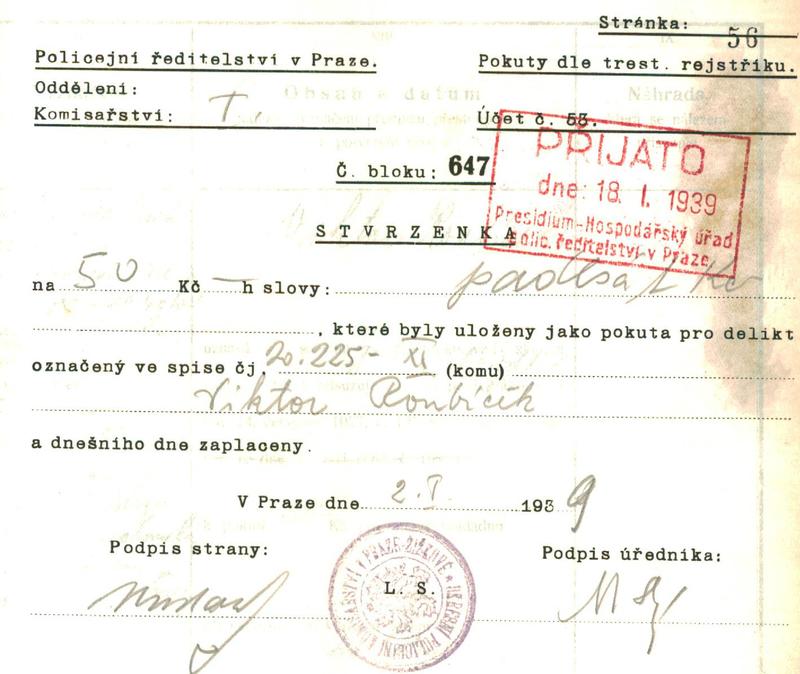 Stránka: 56
Policejní ředitelství v Praze.
Pokuty dle trest. rejstříku.
Oddělení:
Komisařství:
Účet č. 53.
PŘIJATO
dne: 18. I. 1939
Presidium-Hospodářský úřad
polic. ředitelství v Praze
Č. bloku: 647
STVRZENKA
na 50 Kč — h slovy: padesát Kč
, které byly uloženy jako pokuta pro delikt
označený ve spise čj. 20.225-XI (komu)
Viktor Roubíček
a dnešního dne zaplaceny.
V Praze dne 2.I. 1939
Podpis strany:
Podpis úředníka:
L. S.